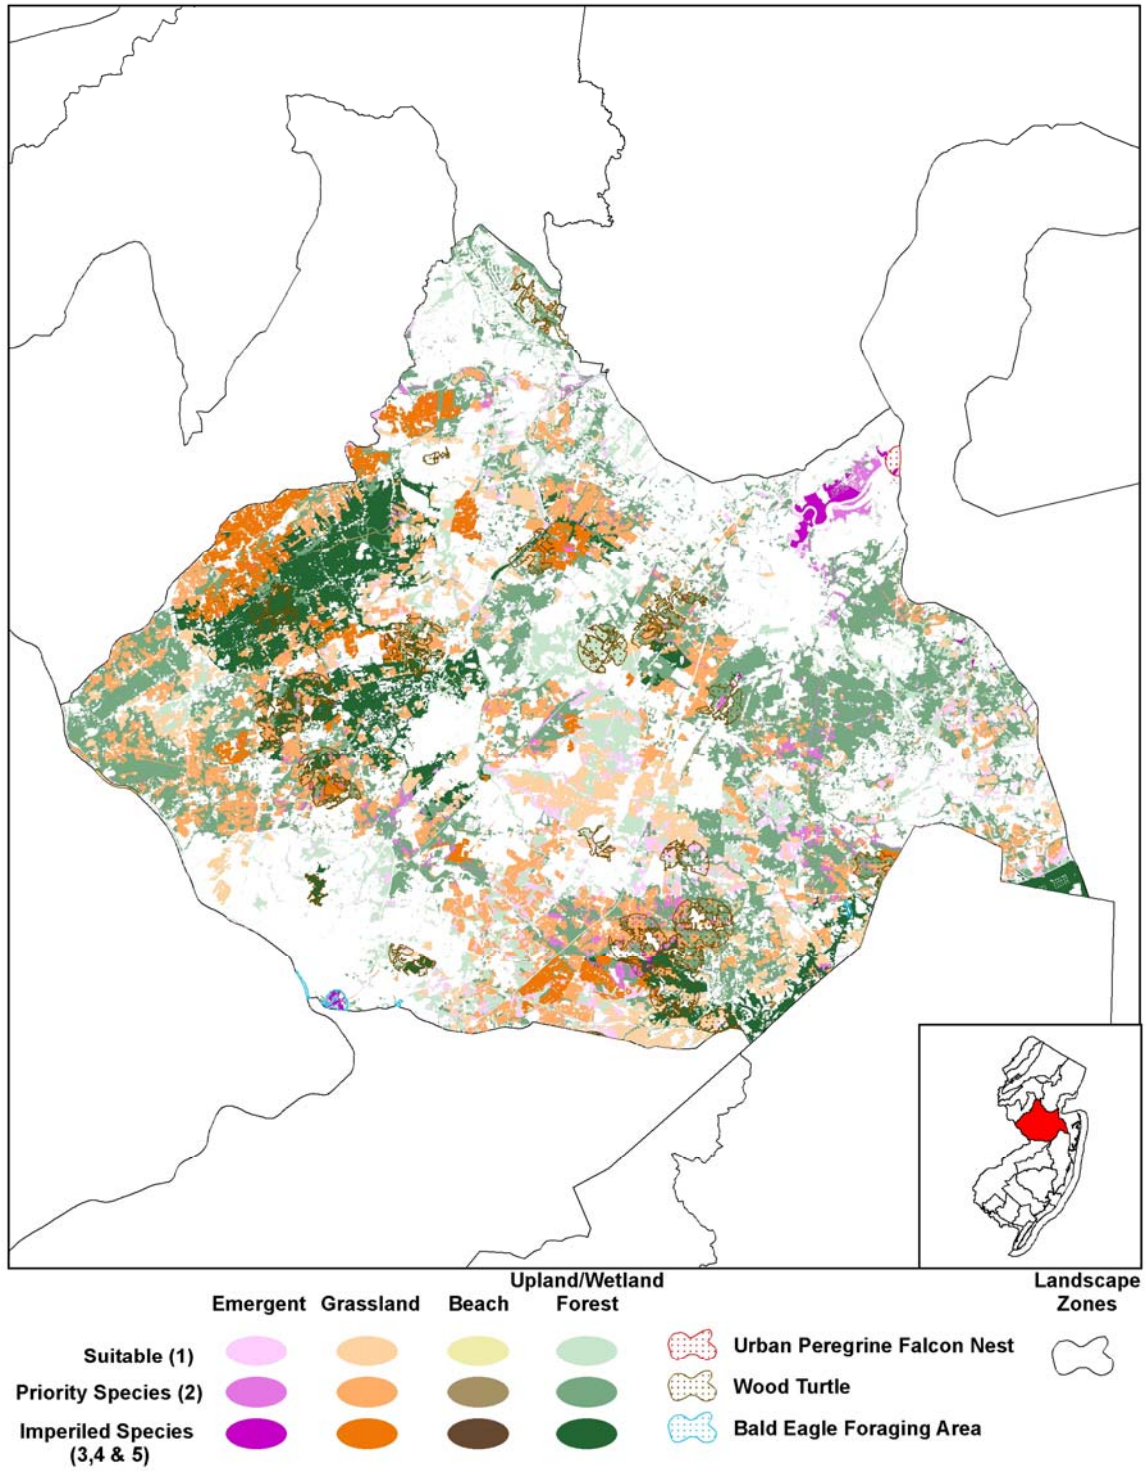 Upland/Wetland
Landscape
Emergent Grassland Beach Forest Zones
Suitable (1)
Urban Peregrine Falcon Nest
Priority Species (2)
Wood Turtle
Imperiled Species
(3,4 & 5)
Bald Eagle Foraging Area